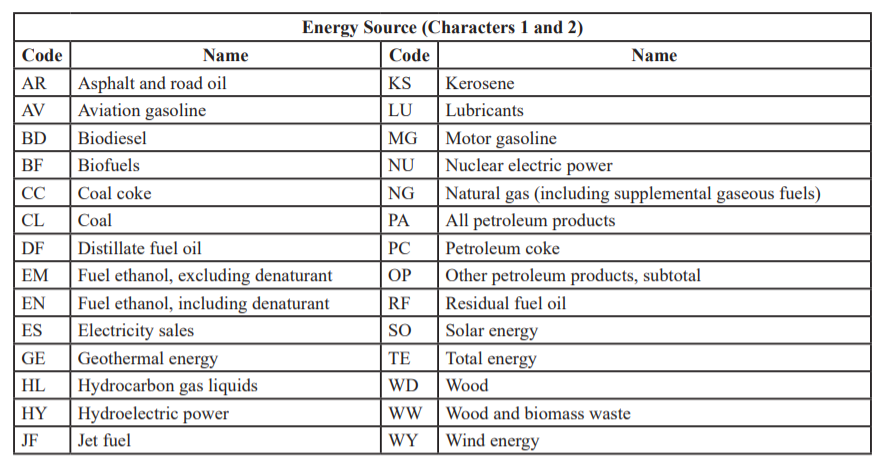 Energy Source (Characters 1 and 2)
Code Name Code Name
AR Asphalt and road oil KS Kerosene
AV Aviation gasoline LU Lubricants
BD Biodiesel MG Motor gasoline
BF Biofuels NU Nuclear electric power
CC Coal coke NG Natural gas (including supplemental gaseous fuels)
CL Coal PA All petroleum products
DF Distillate fuel oil PC Petroleum coke
EM Fuel ethanol, excluding denaturant OP Other petroleum products, subtotal
EN Fuel ethanol, including denaturant RF Residual fuel oil
ES Electricity sales SO Solar energy
GE Geothermal energy TE Total energy
HL Hydrocarbon gas liquids WD Wood
HY Hydroelectric power WW Wood and biomass waste
JF Jet fuel WY Wind energy